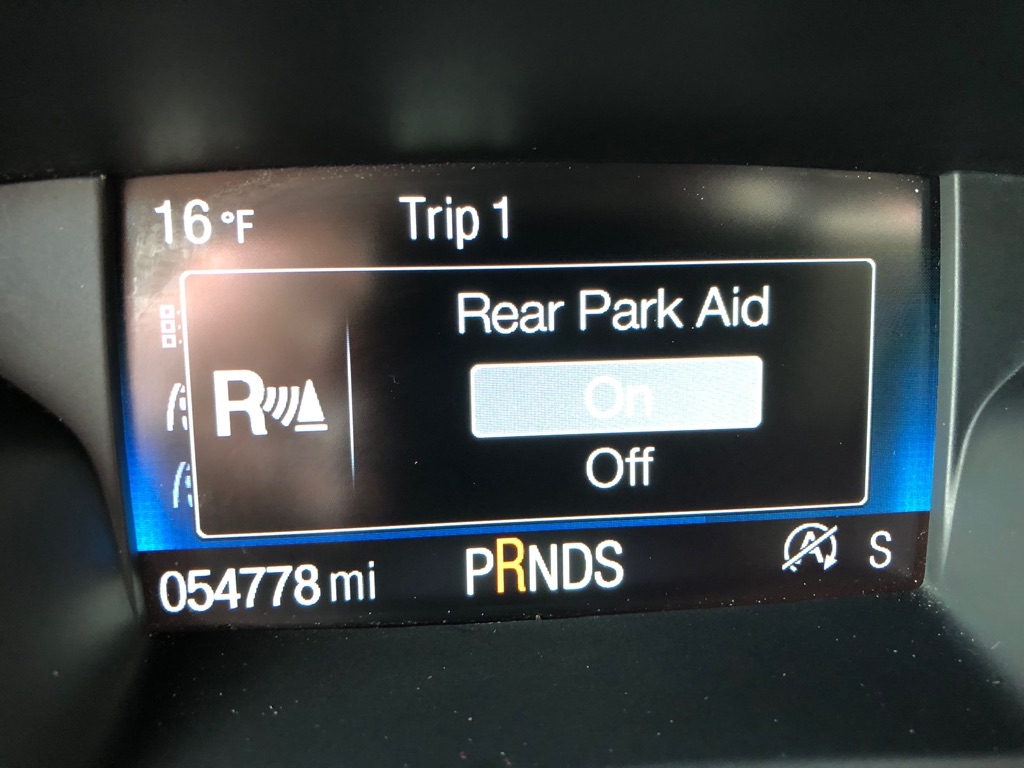 16 °F Trip 1
Rear Park Aid
R
On
Off
054778 mi PRNDS A S